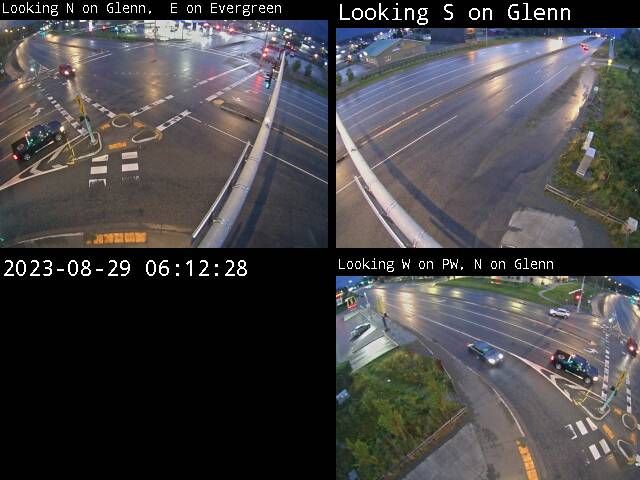 Looking N on Glenn,  E on Evergreen
Looking S on Glenn
2023-08-29 06:12:28
Looking W on PW, N on Glenn